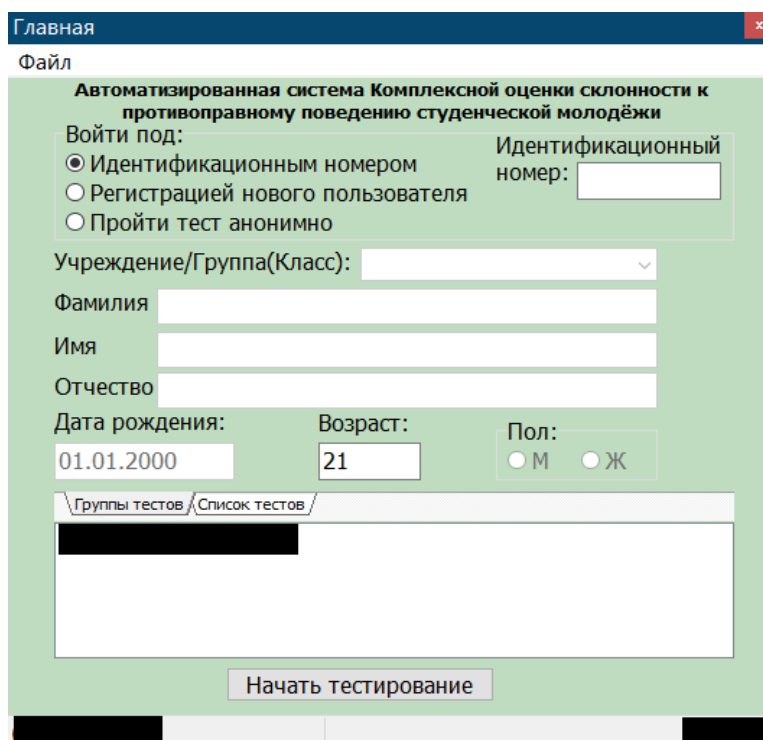 Главная
x
Файл
Автоматизированная система Комплексной оценки склонности к
противоправному поведению студенческой молодёжи
Войти под:
Идентификационным номером
Регистрацией нового пользователя
Пройти тест анонимно
Идентификационный
номер:
Учреждение/Группа(Класс):
Фамилия
Имя
Отчество
Дата рождения:
01.01.2000
Возраст:
21
Пол:
М Ж
Группы тестов Список тестов
Начать тестирование